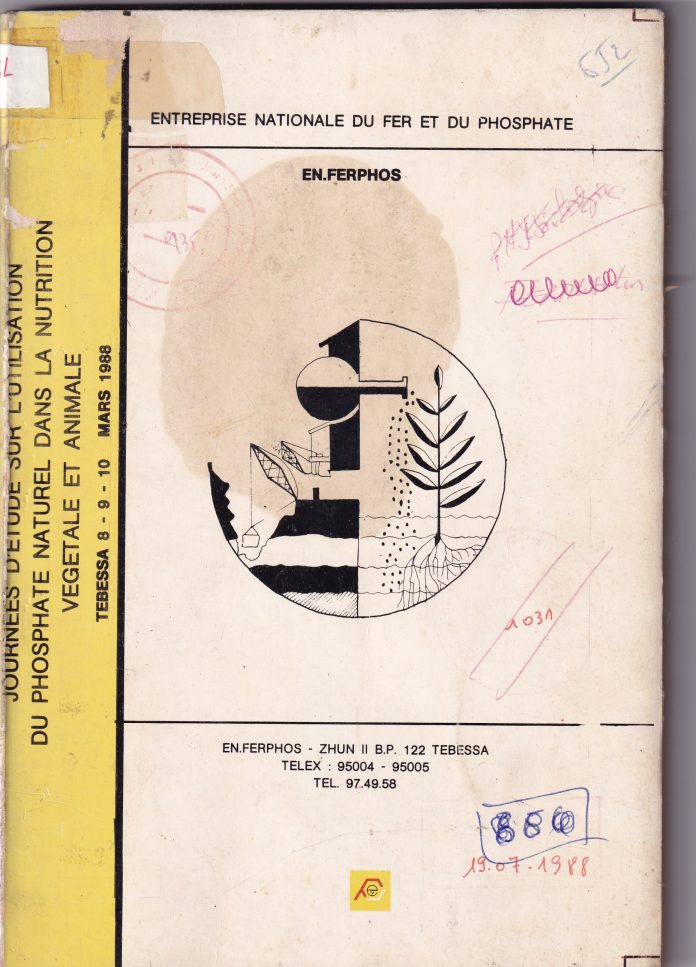 ENTREPRISE NATIONALE DU FER ET DU PHOSPHATE
EN.FERPHOS
JOURNEES D'ETUDE SUR L'UTILISATION
DU PHOSPHATE NATUREL DANS LA NUTRITION
VEGETALE ET ANIMALE
TEBESSA 8 - 9 - 10 MARS 1988
1031
EN.FERPHOS - ZHUN II B.P. 122 TEBESSA
TELEX : 95004 - 95005
TEL. 97.49.58
19.07.1988